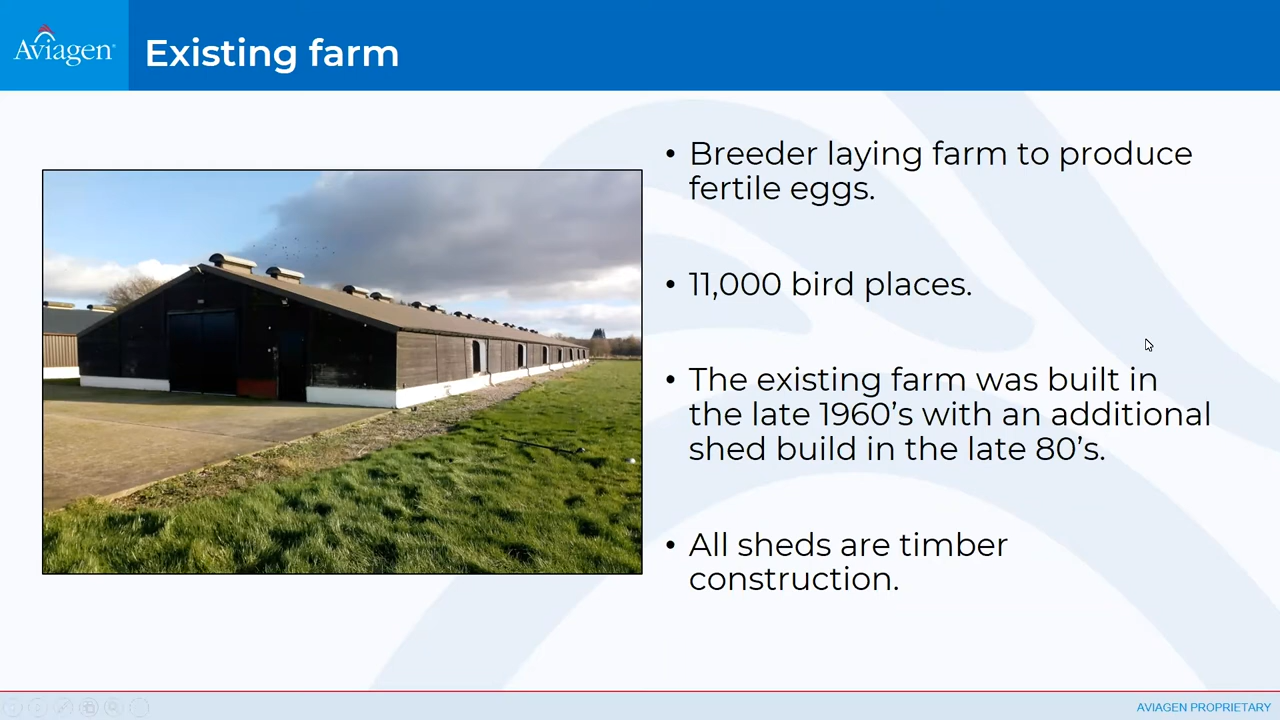 Aviagen®
Existing farm
• Breeder laying farm to produce
fertile eggs.
• 11,000 bird places.
• The existing farm was built in
the late 1960’s with an additional
shed build in the late 80’s.
• All sheds are timber
construction.
AVIAGEN PROPRIETARY